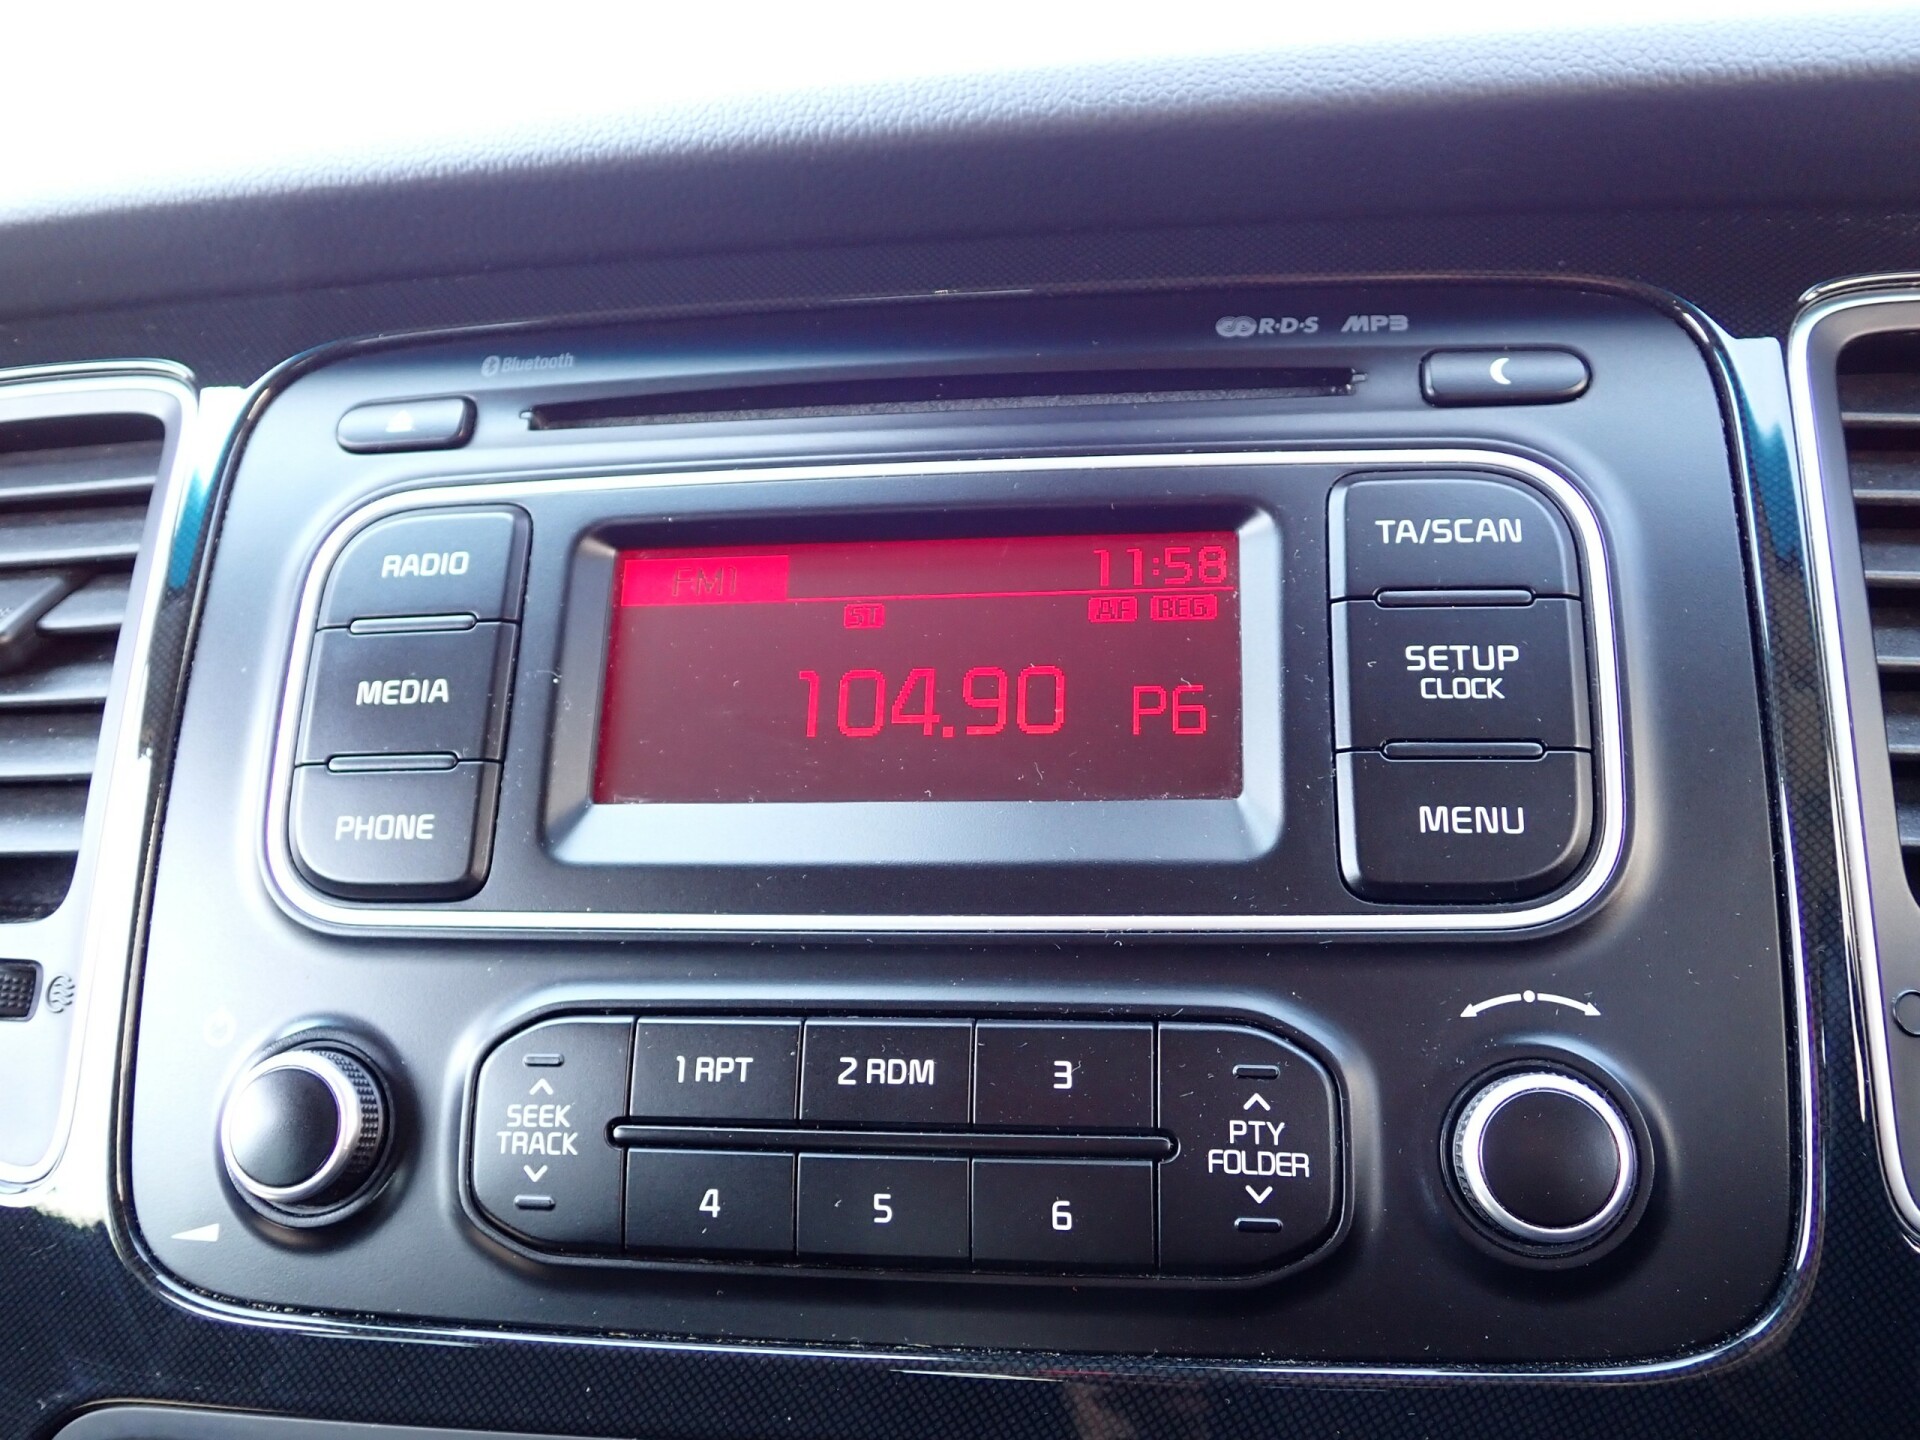 Bluetooth
R·D·S MP3
RADIO
MEDIA
PHONE
FM1
11:58
ST
AF REG
104.90 P6
TA/SCAN
SETUP
CLOCK
MENU
SEEK
TRACK
1 RPT
2 RDM
3
4
5
6
PTY
FOLDER